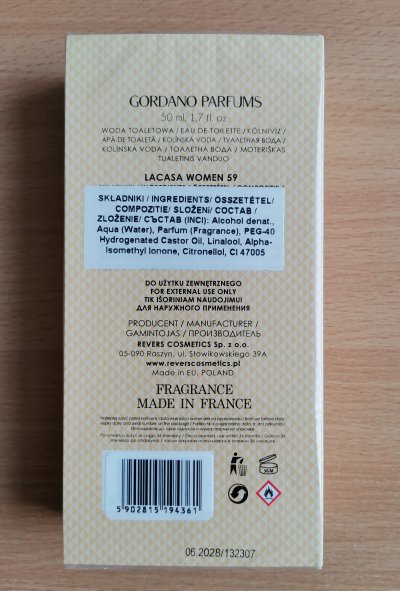 GORDANO PARFUMS
50 ml, 1.7 fl. oz
WODA TOALETOWA / EAU DE TOILETTE / KÖLNIVÍZ /
APĂ DE TOALETĂ / KOLÍNSKA VODA / ТУАЛЕТНАЯ ВОДА /
KOLINSKA VODA / ТОАЛЕТНА ВОДА / MOTERIŠKAS
TUALETINIS VANDUO
LACASA WOMEN 59
SKŁADNIKI / INGREDIENTS/ ÖSSZETÉTEL/
COMPOZITIE/ SLOŽENI/ СОСТАВ /
ZLOŽENIE/ СЪСТАВ (INCI): Alcohol denat.,
Aqua (Water), Parfum (Fragrance), PEG-40
Hydrogenated Castor Oil, Linalool, Alpha-
Isomethyl Ionone, Citronellol, CI 47005
DO UŻYTKU ZEWNĘTRZNEGO
FOR EXTERNAL USE ONLY
TIK IŠORINIAM NAUDOJIMUI
ДЛЯ НАРУЖНОГО ПРИМЕНЕНИЯ
PRODUCENT / MANUFACTURER /
GAMINTOJAS / ПРОИЗВОДИТЕЛЬ
REVERS COSMETICS Sp. z o.o.
05-090 Raszyn, ul. Słowikowskiego 39A
www.reverscosmetics.pl
Made in EU, POLAND
FRAGRANCE
MADE IN FRANCE
36 M
5 902815 194361
06.2028/132307